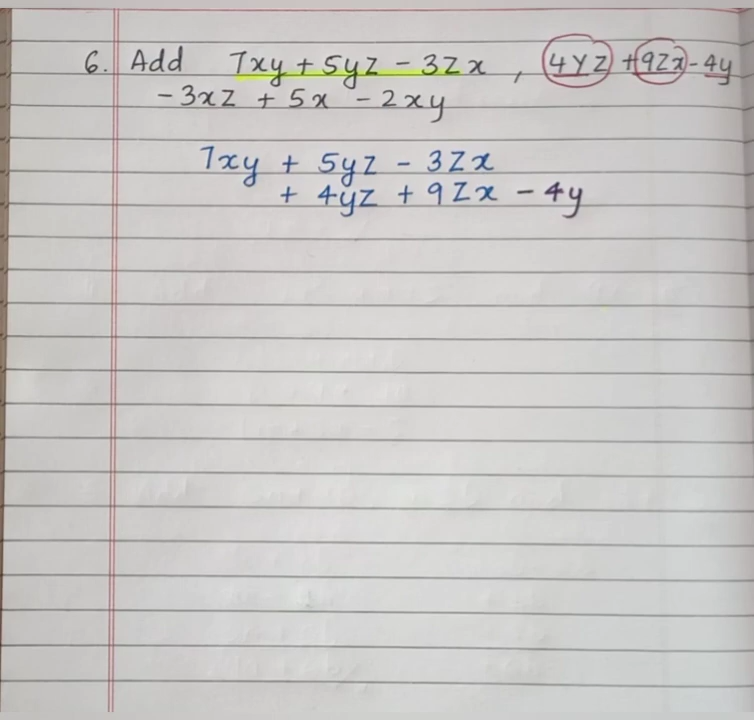 6. Add 7xy + 5yz - 3zx , 4yz + 9zx - 4y
- 3xz + 5x - 2xy
7xy + 5yz - 3zx
+ 4yz + 9zx - 4y